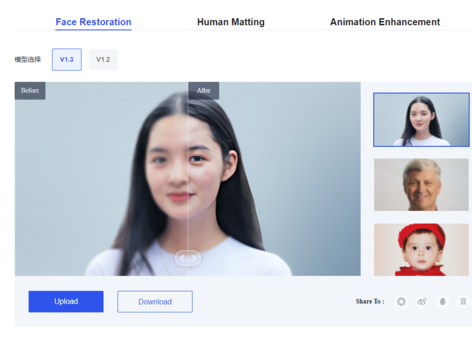 Face Restoration Human Matting Animation Enhancement
模型选择 V1.3 V1.2
Before After
Upload Download Share To :